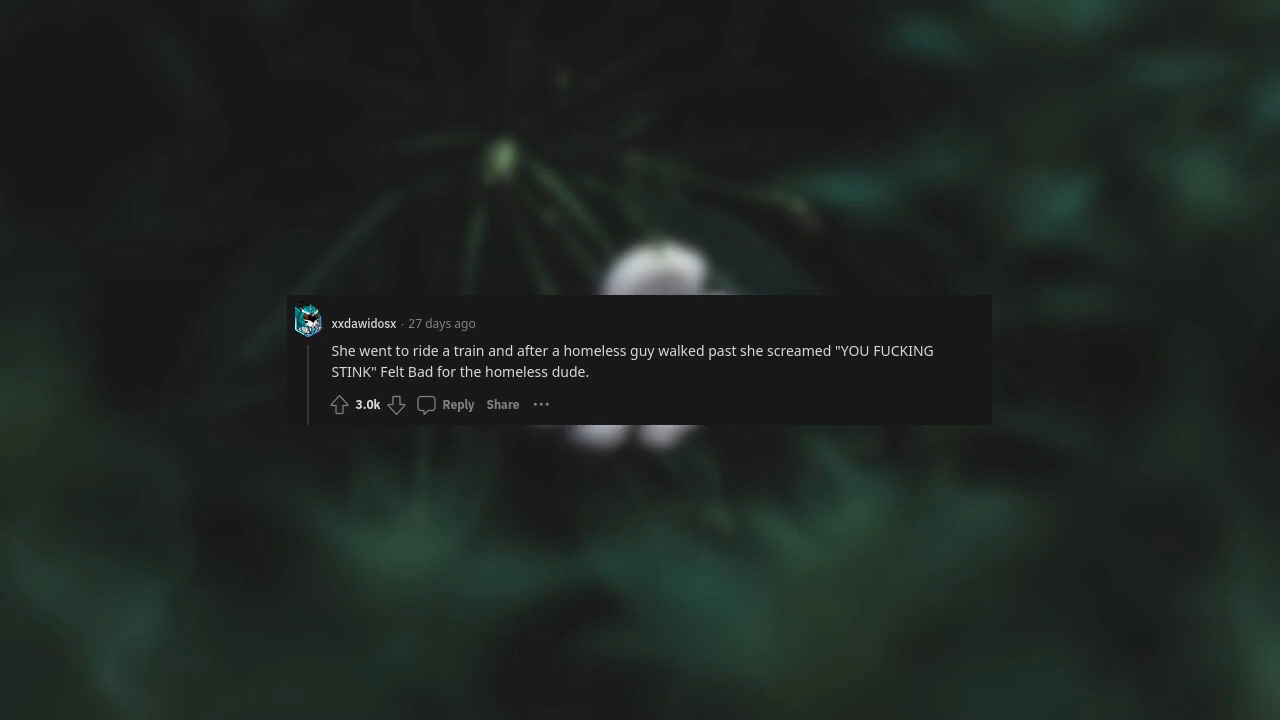 xxdawidosx · 27 days ago
She went to ride a train and after a homeless guy walked past she screamed "YOU FUCKING
STINK" Felt Bad for the homeless dude.
3.0k Reply Share ···